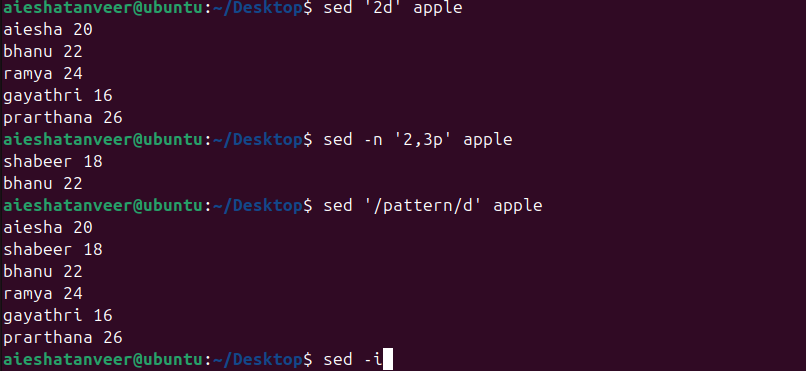 aieshatanveer@ubuntu:~/Desktop$ sed '2d' apple
aiesha 20
bhanu 22
ramya 24
gayathri 16
prarthana 26
aieshatanveer@ubuntu:~/Desktop$ sed -n '2,3p' apple
shabeer 18
bhanu 22
aieshatanveer@ubuntu:~/Desktop$ sed '/pattern/d' apple
aiesha 20
shabeer 18
bhanu 22
ramya 24
gayathri 16
prarthana 26
aieshatanveer@ubuntu:~/Desktop$ sed -i